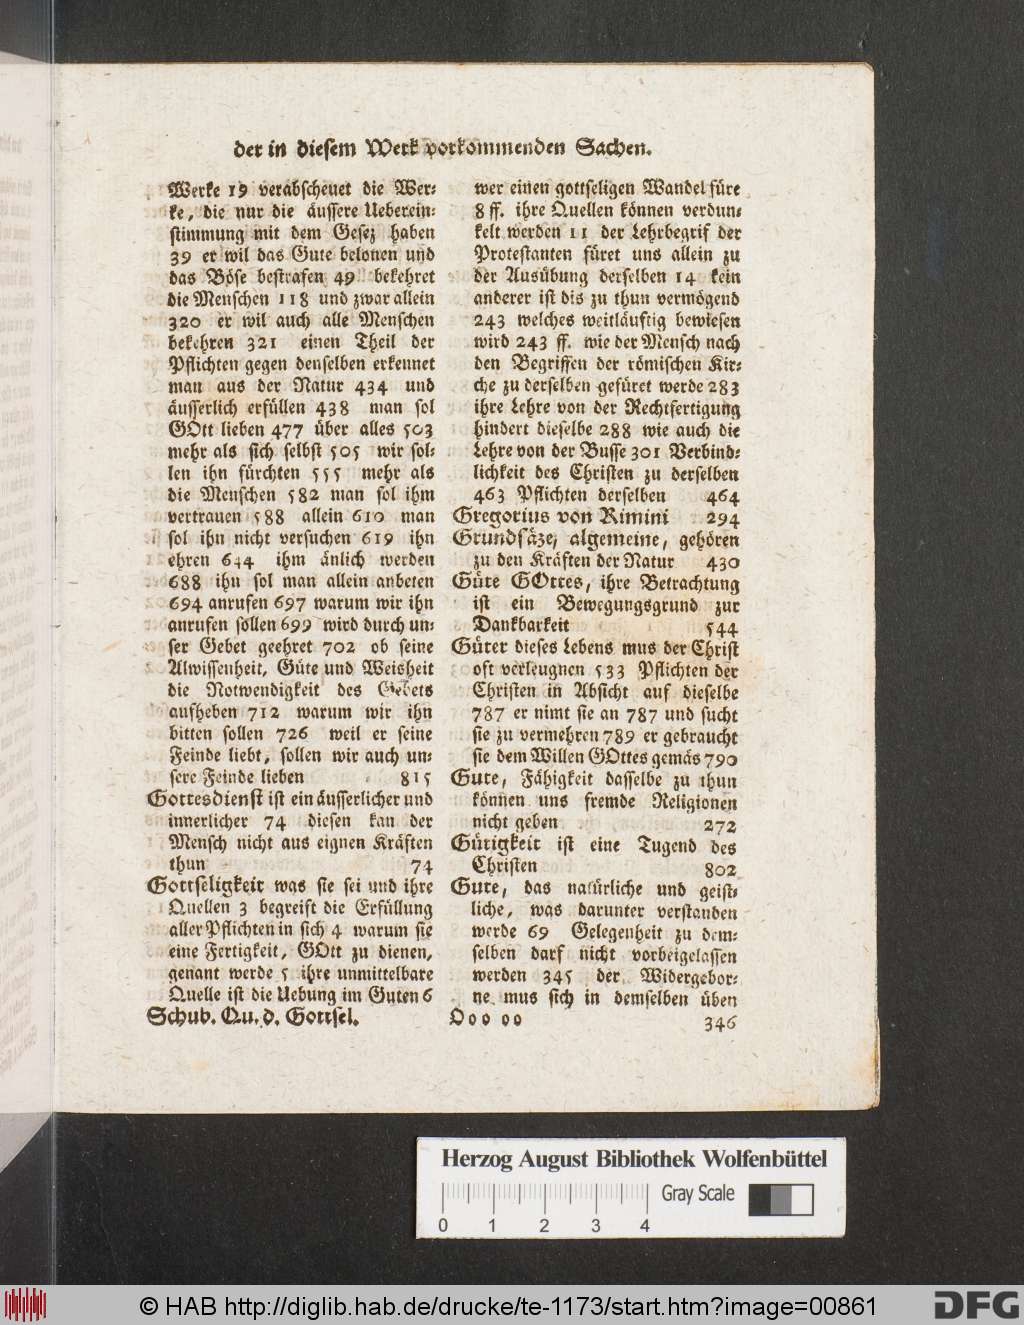 der in diesem Werk vorkommenden Sachen.
Werke 19 verabscheuet die Wer-
ke, die nur die äussere Ueberein-
stimmung mit dem Gesez haben
39 er wil das Gute belonen und
das Böse bestrafen 49 bekehret
die Menschen 118 und zwar allein
320 er wil auch alle Menschen
bekehren 321 einen Theil der
Pflichten gegen denselben erkennet
man aus der Natur 434 und
äusserlich erfüllen 438 man sol
GOtt lieben 477 über alles 503
mehr als sich selbst 505 wir sol-
len ihn fürchten 555 mehr als
die Menschen 582 man sol ihm
vertrauen 588 allein 610 man
sol ihn nicht versuchen 619 ihn
ehren 644 ihm änlich werden
688 ihn sol man allein anbeten
694 anrufen 697 warum wir ihn
anrufen sollen 699 wird durch un-
ser Gebet geehret 702 ob seine
Alwissenheit, Güte und Weisheit
die Notwendigkeit des Gebets
aufheben 712 warum wir ihn
bitten sollen 726 weil er seine
Feinde liebt, sollen wir auch un-
sere Feinde lieben 815
Gottesdienst ist ein äusserlicher und
innerlicher 74 diesen kan der
Mensch nicht aus eignen Kräften
thun 74
Gottseligkeit was sie sei und ihre
Quellen 3 begreift die Erfüllung
aller Pflichten in sich 4 warum sie
eine Fertigkeit, GOtt zu dienen,
genant werde 5 ihre unmittelbare
Quelle ist die Uebung im Guten 6
Schub. Qu. d. Gottsel.
wer einen gottseligen Wandel füre
8 ff. ihre Quellen können verdun-
kelt werden 11 der Lehrbegrif der
Protestanten füret uns allein zu
der Ausübung derselben 14 kein
anderer ist dis zu thun vermögend
243 welches weitläuftig bewiesen
wird 243 ff. wie der Mensch nach
den Begriffen der römischen Kir-
che zu derselben gefüret werde 283
ihre Lehre von der Rechtfertigung
hindert dieselbe 288 wie auch die
Lehre von der Busse 301 Verbind-
lichkeit des Christen zu derselben
463 Pflichten derselben 464
Gregorius von Rimini 294
Grundsäze, algemeine, gehören
zu den Kräften der Natur 430
Güte GOttes, ihre Betrachtung
ist ein Bewegungsgrund zur
Dankbarkeit 544
Güter dieses Lebens mus der Christ
oft verleugnen 533 Pflichten der
Christen in Absicht auf dieselbe
787 er nimt sie an 787 und sucht
sie zu vermehren 789 er gebraucht
sie dem Willen GOttes gemäs 790
Gute, Fähigkeit dasselbe zu thun
können uns fremde Religionen
nicht geben 272
Gütigkeit ist eine Tugend des
Christen 802
Gute, das natürliche und geist-
liche, was darunter verstanden
werde 69 Gelegenheit zu dem-
selben darf nicht vorbeigelassen
werden 345 der Widergebor-
ne mus sich in demselben üben
Ooo oo 346
Herzog August Bibliothek Wolfenbüttel
Gray Scale
0 1 2 3 4
© HAB http://diglib.hab.de/drucke/te-1173/start.htm?image=00861
DFG